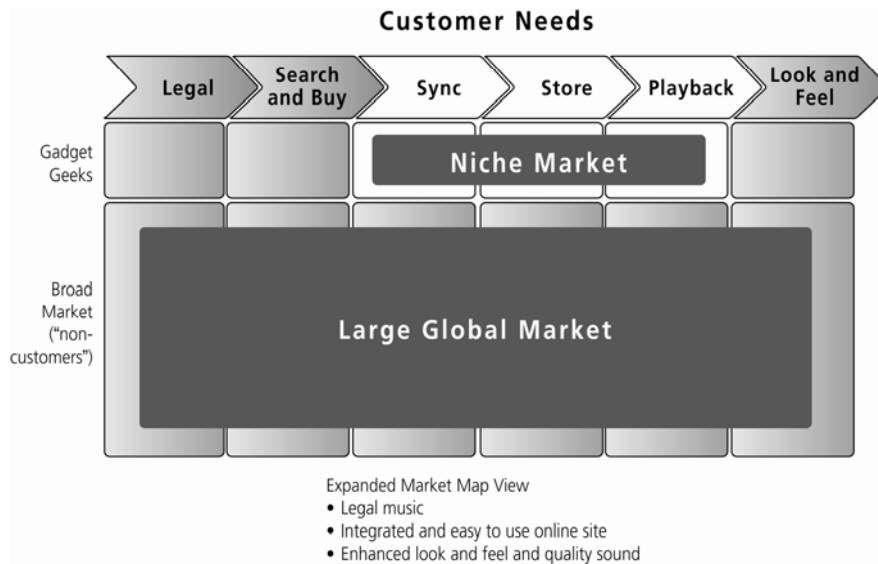 Customer Needs
Legal
Search
and Buy
Sync
Store
Playback
Look and
Feel
Gadget
Geeks
Niche Market
Broad
Market
(“non-
customers”)
Large Global Market
Expanded Market Map View
• Legal music
• Integrated and easy to use online site
• Enhanced look and feel and quality sound